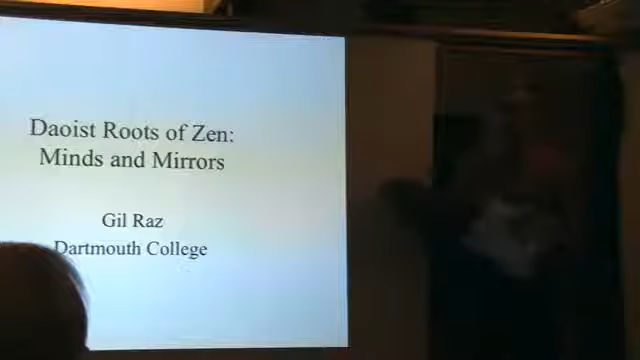 Daoist Roots of Zen:
Minds and Mirrors
Gil Raz
Dartmouth College